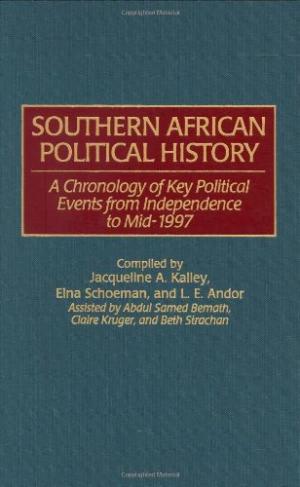 SOUTHERN AFRICAN
POLITICAL HISTORY
A Chronology of Key Political
Events from Independence
to Mid-1997
Compiled by
Jacqueline A. Kalley,
Elna Schoeman, and L. E. Andor
Assisted by Abdul Samed Bemath,
Claire Kruger, and Beth Strachan